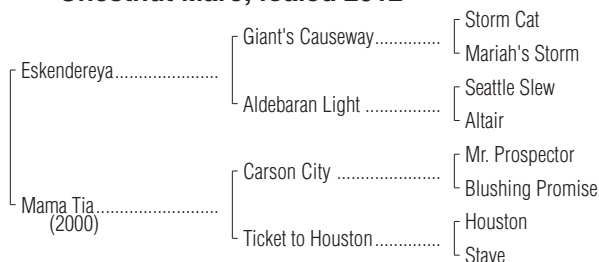 Chestnut Mare; foaled 2012
Storm Cat
Giant's Causeway..............
Mariah's Storm
Eskendereya......................
Seattle Slew
Aldebaran Light ................
Altair
Mr. Prospector
Carson City ......................
Blushing Promise
Mama Tia..........................
(2000)
Houston
Ticket to Houston..............
Stave